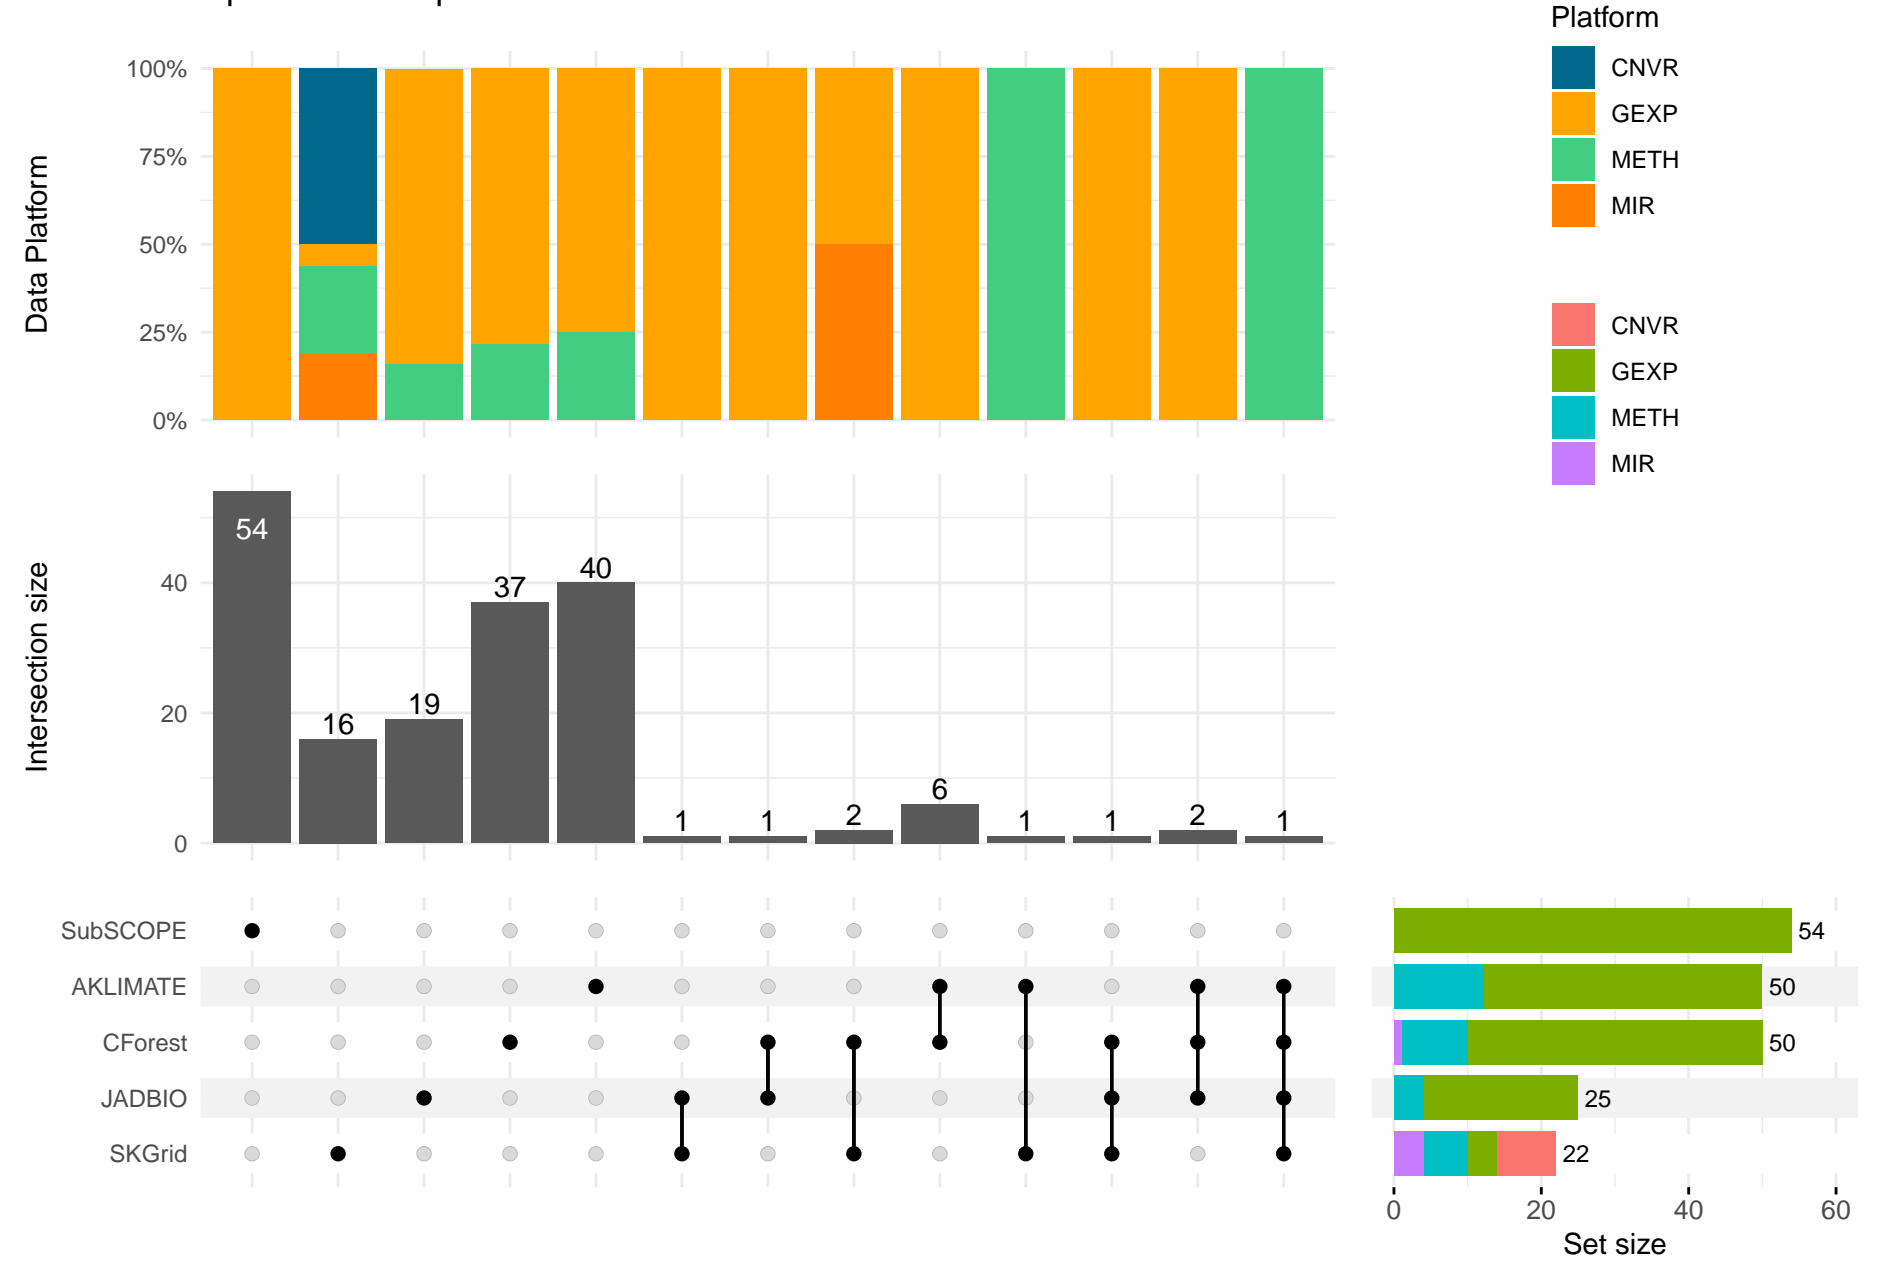 Platform
CNVR
GEXP
METH
MIR
CNVR
GEXP
METH
MIR
Data Platform
100%
75%
50%
25%
0%
Intersection size
40
20
0
54
16
19
37
40
1
1
2
6
1
1
2
1
SubSCOPE
AKLIMATE
CForest
JADBIO
SKGrid
54
50
50
25
22
0
20
40
60
Set size